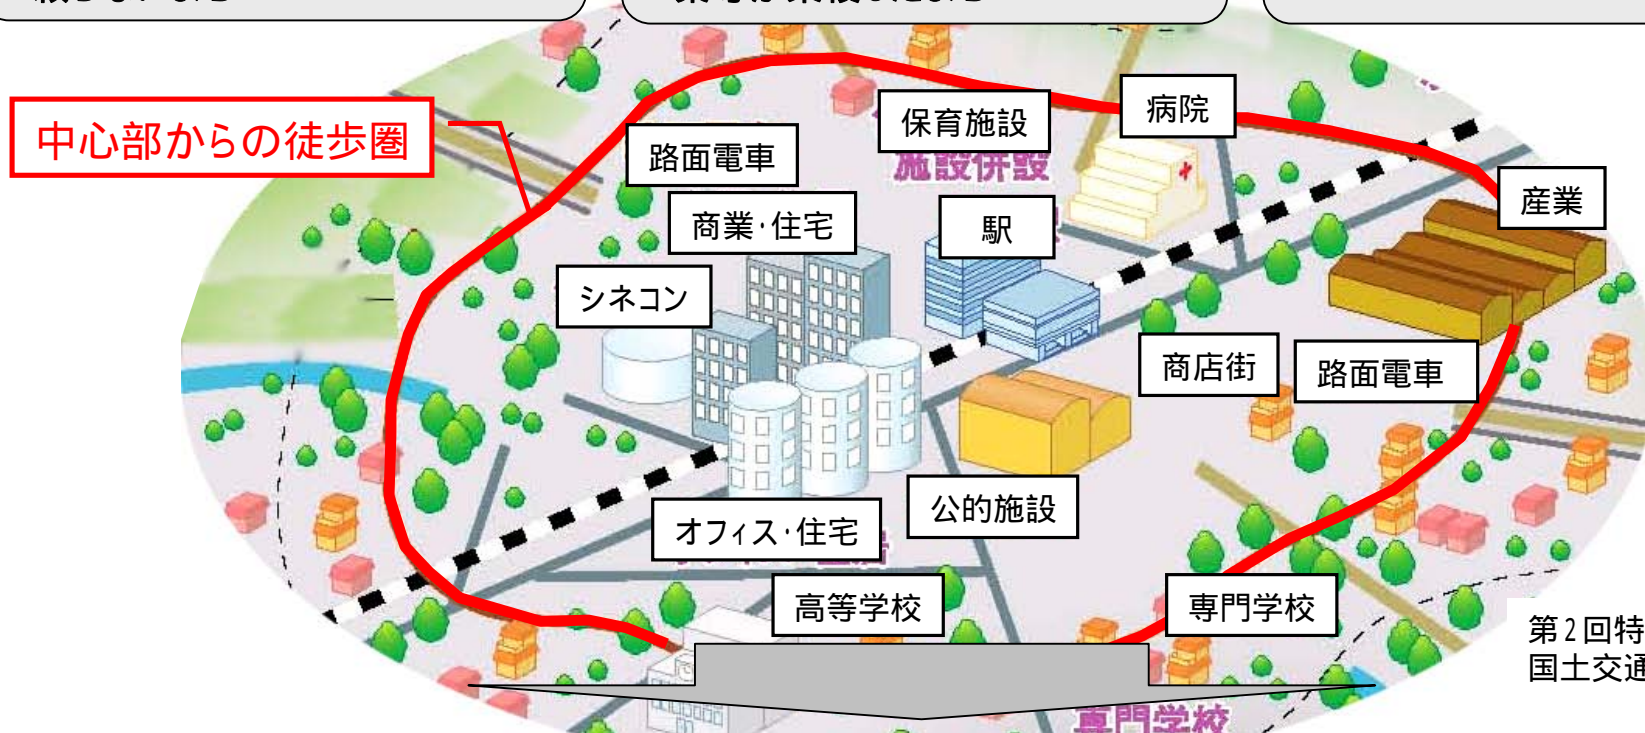 中心部からの徒歩圏
保育施設
病院
路面電車
施設併設
産業
商業・住宅
駅
シネコン
商店街
路面電車
公的施設
オフィス・住宅
高等学校
専門学校
第2回特
国土交通
専門学校